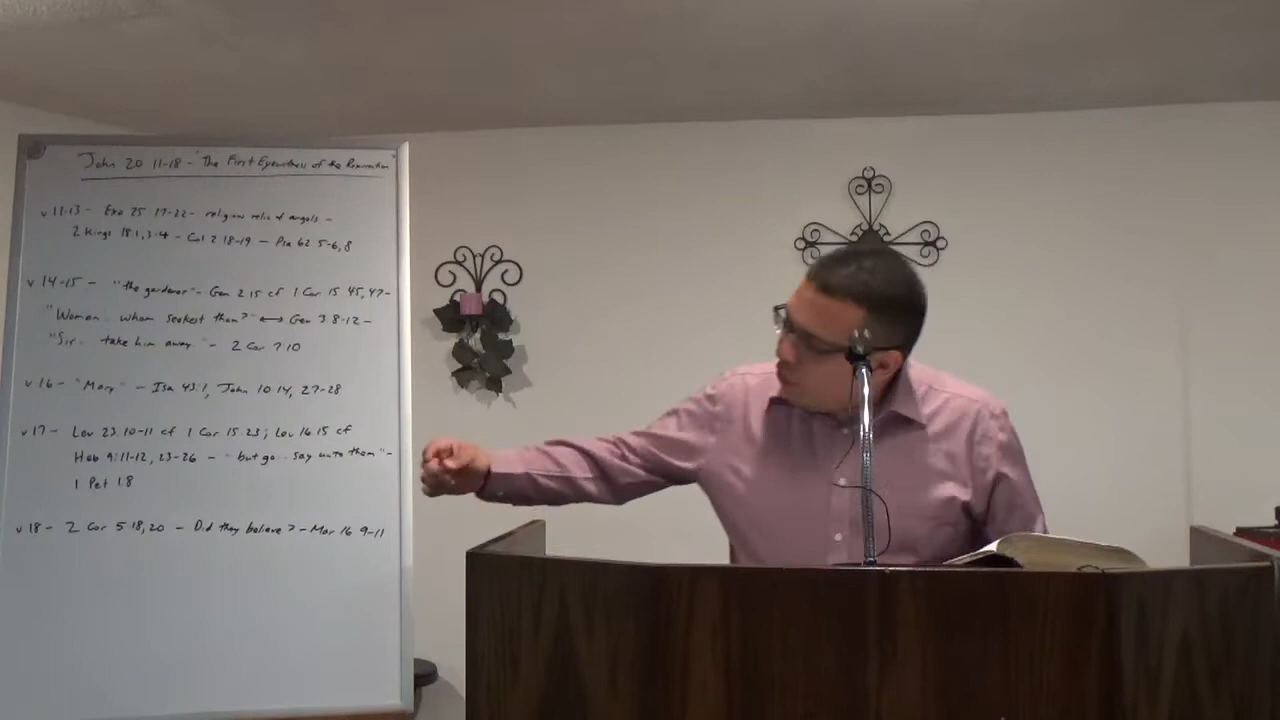 John 20 11-18 - "The First Eyewitness of the Resurrection"
v 11-13 - Exo 25 17-22 - religion relic of angels -
2 Kings 18 1, 3-4 - Col 2 18-19 - Psa 62 5-6, 8
v 14-15 - "the gardener" - Gen 2 15 cf 1 Cor 15 45, 47 -
"Woman.. whom seekest thou?" ⟷ Gen 3 8-12 -
"Sir.. take him away" - 2 Cor 7 10
v 16 - "Mary" - Isa 43 1, John 10 14, 27-28
v 17 - Lev 23 10-11 cf 1 Cor 15 23; Lev 16 15 cf
Heb 9:11-12, 23-26 - "but go.. say unto them" -
1 Pet 1 8
v 18 - 2 Cor 5 18, 20 - Did they believe? - Mar 16 9-11